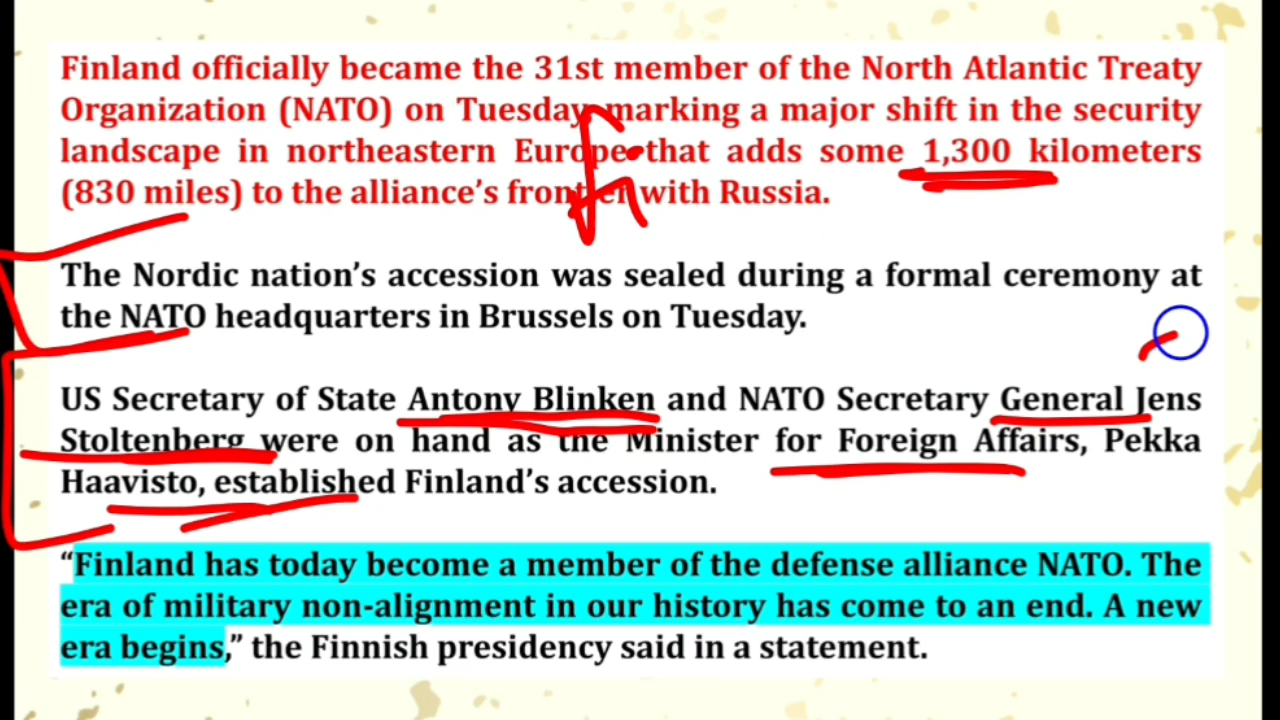 Finland officially became the 31st member of the North Atlantic Treaty
Organization (NATO) on Tuesday, marking a major shift in the security
landscape in northeastern Europe that adds some 1,300 kilometers
(830 miles) to the alliance's frontier with Russia.
The Nordic nation's accession was sealed during a formal ceremony at
the NATO headquarters in Brussels on Tuesday.
US Secretary of State Antony Blinken and NATO Secretary General Jens
Stoltenberg were on hand as the Minister for Foreign Affairs, Pekka
Haavisto, established Finland's accession.
“Finland has today become a member of the defense alliance NATO. The
era of military non-alignment in our history has come to an end. A new
era begins,” the Finnish presidency said in a statement.